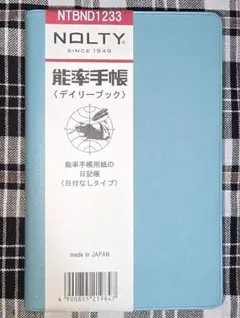 NTBND1233
NOLTY
SINCE 1949
能率手帳
〈デイリーブック〉
能率手帳用紙の
日記帳
（日付なしタイプ）
made in JAPAN